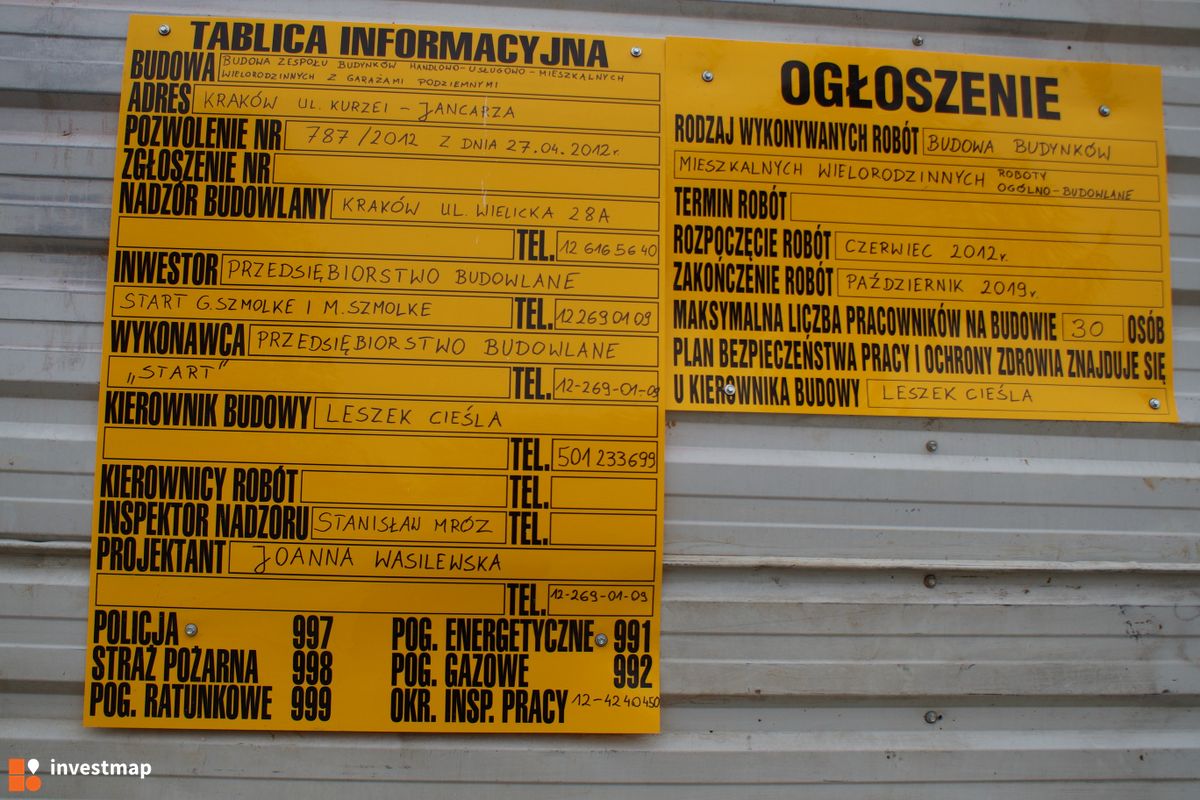 TABLICA INFORMACYJNA
BUDOWA BUDOWA ZESPOŁU BUDYNKÓW HANDLOWO-USŁUGOWO-MIESZKALNYCH
WIELORODZINNYCH Z GARAŻAMI PODZIEMNYMI
ADRES KRAKÓW UL. KURZEI - JANCARZA
POZWOLENIE NR 787/2012 Z DNIA 27.04.2012r.
ZGŁOSZENIE NR
NADZÓR BUDOWLANY KRAKÓW UL. WIELICKA 28A
TEL. 12 616 56 40
INWESTOR PRZEDSIĘBIORSTWO BUDOWLANE
START G.SZMOLKE I M.SZMOLKE TEL. 12 269 01 09
WYKONAWCA PRZEDSIĘBIORSTWO BUDOWLANE
„START" TEL. 12-269-01-09
KIEROWNIK BUDOWY LESZEK CIEŚLA
TEL. 501 233699
KIEROWNICY ROBÓT TEL.
INSPEKTOR NADZORU STANISŁAW MRÓZ TEL.
PROJEKTANT JOANNA WASILEWSKA
TEL. 12-269-01-09
POLICJA 997 POG. ENERGETYCZNE 991
STRAŻ POŻARNA 998 POG. GAZOWE 992
POG. RATUNKOWE 999 OKR. INSP. PRACY 12-4240450
OGŁOSZENIE
RODZAJ WYKONYWANYCH ROBÓT BUDOWA BUDYNKÓW
MIESZKALNYCH WIELORODZINNYCH ROBOTY
OGÓLNO-BUDOWLANE
TERMIN ROBÓT
ROZPOCZĘCIE ROBÓT CZERWIEC 2012r.
ZAKOŃCZENIE ROBÓT PAŹDZIERNIK 2019r.
MAKSYMALNA LICZBA PRACOWNIKÓW NA BUDOWIE 30 OSÓB
PLAN BEZPIECZEŃSTWA PRACY I OCHRONY ZDROWIA ZNAJDUJE SIĘ
U KIEROWNIKA BUDOWY LESZEK CIEŚLA
investmap